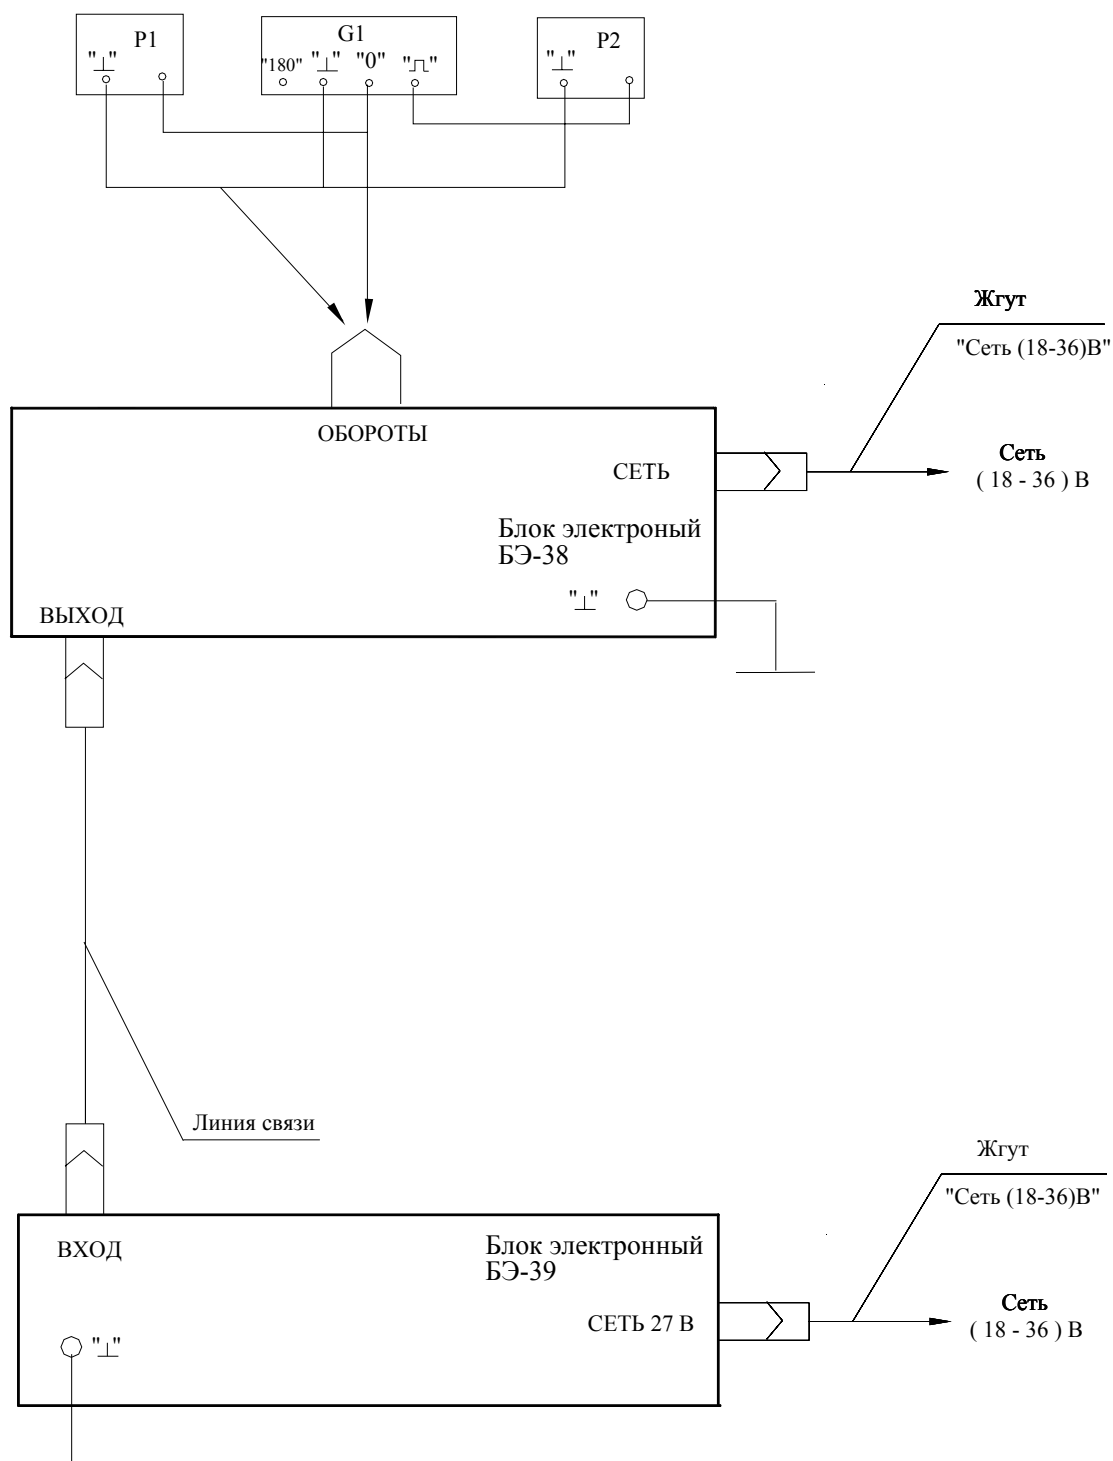 P1
"⊥"
G1
"180" "⊥" "0" "⎍"
P2
"⊥"
Жгут
"Сеть (18-36)В"
ОБОРОТЫ
СЕТЬ
Сеть
( 18 - 36 ) В
Блок электроный
БЭ-38
"⊥"
ВЫХОД
Линия связи
Жгут
"Сеть (18-36)В"
ВХОД
Блок электронный
БЭ-39
СЕТЬ 27 В
Сеть
( 18 - 36 ) В
"⊥"